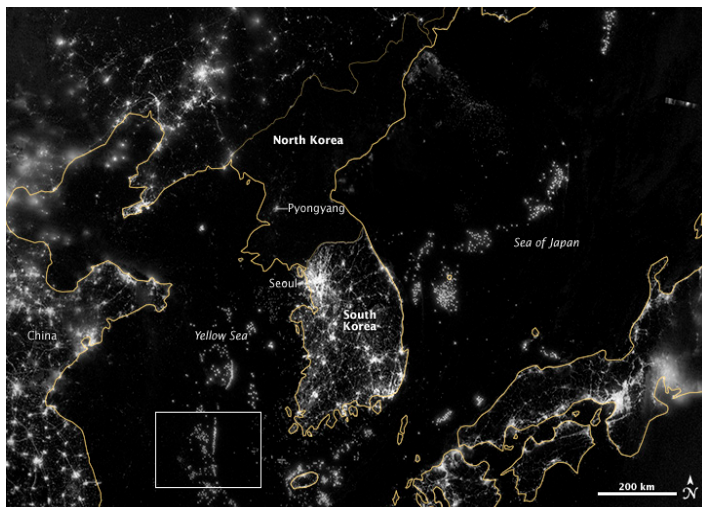 North Korea
Pyongyang
Sea of Japan
Seoul
South
Korea
China
Yellow Sea
200 km
N